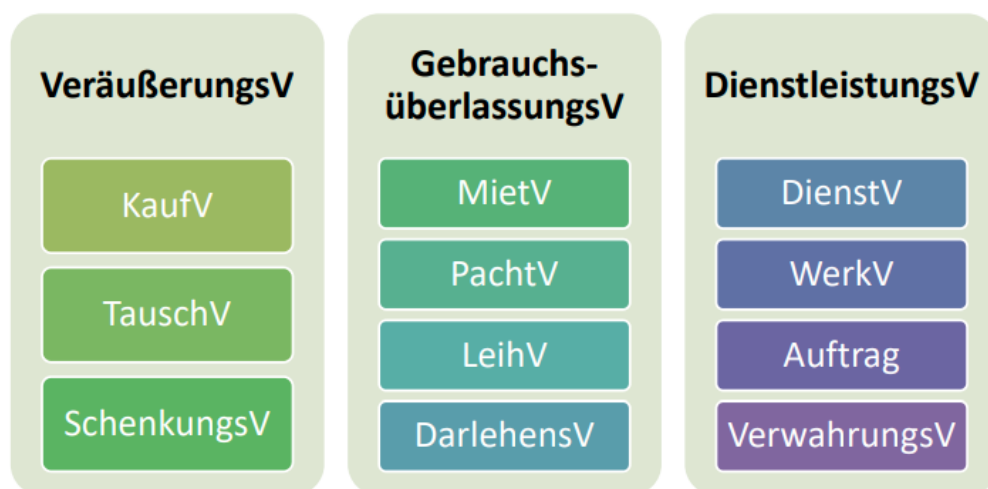 VeräußerungsV
KaufV
TauschV
SchenkungsV
Gebrauchs-
überlassungsV
MietV
PachtV
LeihV
DarlehensV
DienstleistungsV
DienstV
WerkV
Auftrag
VerwahrungsV